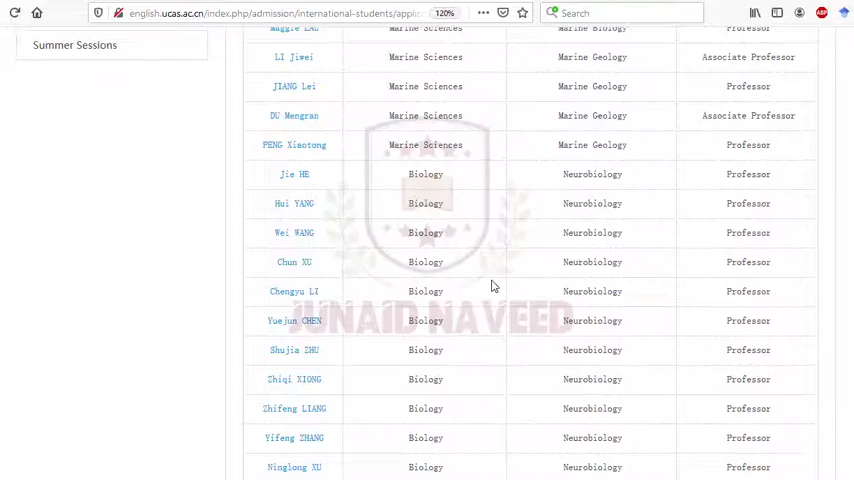 english.ucas.ac.cn/index.php/admission/international-students/applic
120%
Search
ABP
Summer Sessions
Maggie LAU Marine Sciences Marine Biology Professor
LI Jiwei Marine Sciences Marine Geology Associate Professor
JIANG Lei Marine Sciences Marine Geology Professor
DU Mengran Marine Sciences Marine Geology Associate Professor
PENG Xiaotong Marine Sciences Marine Geology Professor
Jie HE Biology Neurobiology Professor
Hui YANG Biology Neurobiology Professor
Wei WANG Biology Neurobiology Professor
Chun XU Biology Neurobiology Professor
Chengyu LI Biology Neurobiology Professor
JUNAID NAVEED
Yuejun CHEN Biology Neurobiology Professor
Shujia ZHU Biology Neurobiology Professor
Zhiqi XIONG Biology Neurobiology Professor
Zhifeng LIANG Biology Neurobiology Professor
Yifeng ZHANG Biology Neurobiology Professor
Ninglong XU Biology Neurobiology Professor